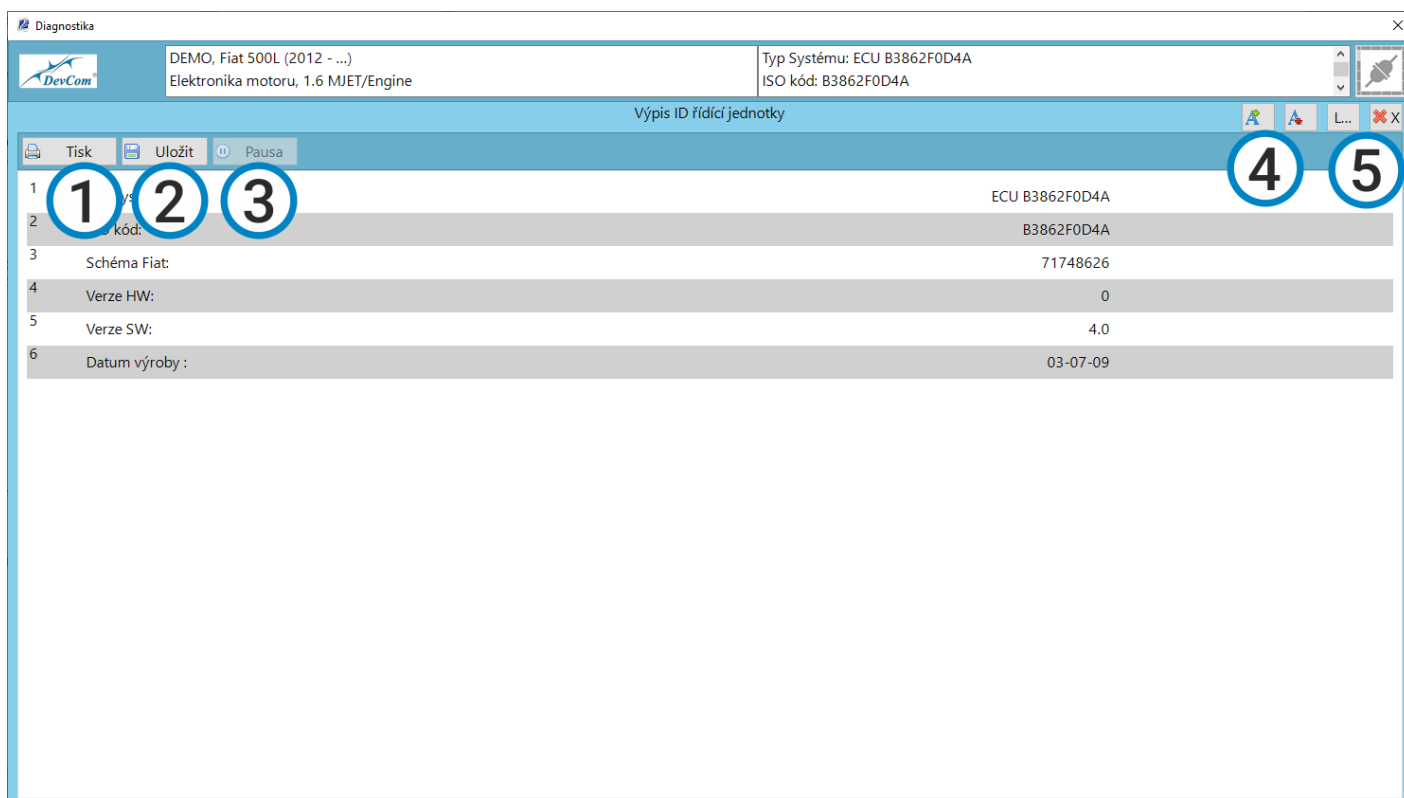 Diagnostika
DevCom
DEMO, Fiat 500L (2012 - ...)
Elektronika motoru, 1.6 MJET/Engine
Typ Systému: ECU B3862F0D4A
ISO kód: B3862F0D4A
Výpis ID řídící jednotky
L... X
Tisk Uložit Pausa
1 2 3 4 5
1 ECU B3862F0D4A
2 kód: B3862F0D4A
3 Schéma Fiat: 71748626
4 Verze HW: 0
5 Verze SW: 4.0
6 Datum výroby : 03-07-09